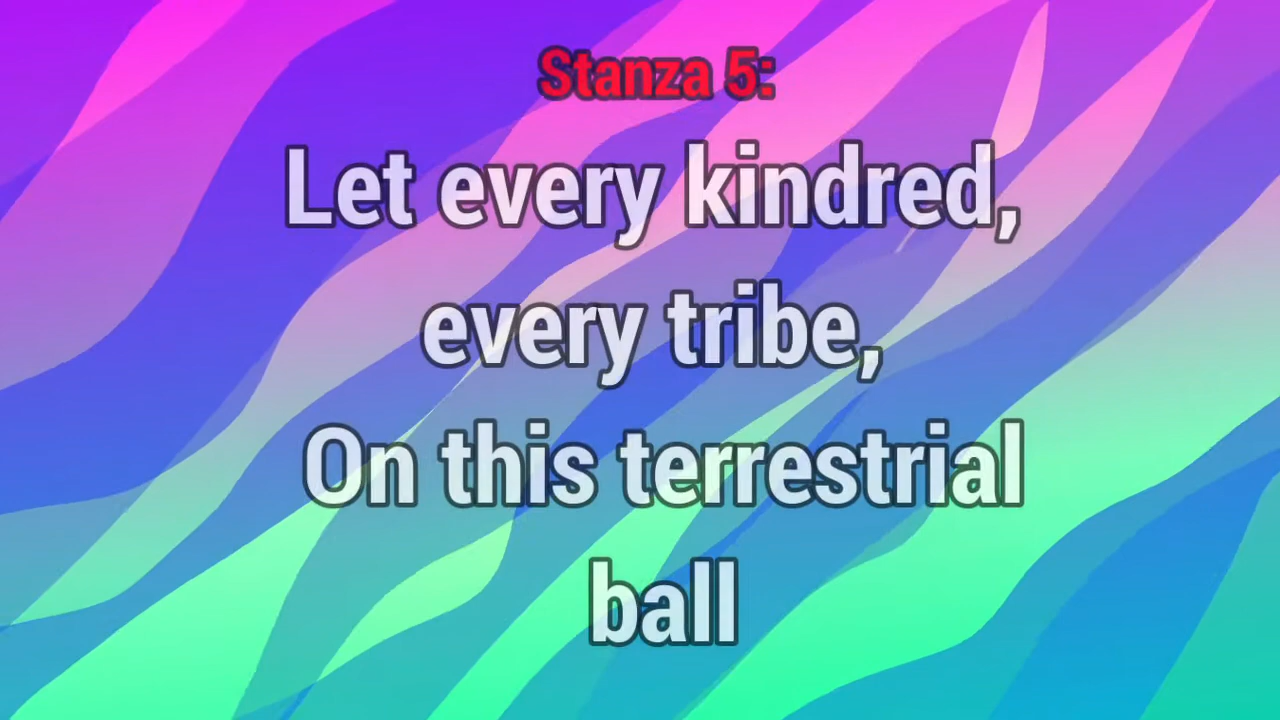 Stanza 5:
Let every kindred,
every tribe,
On this terrestrial
ball